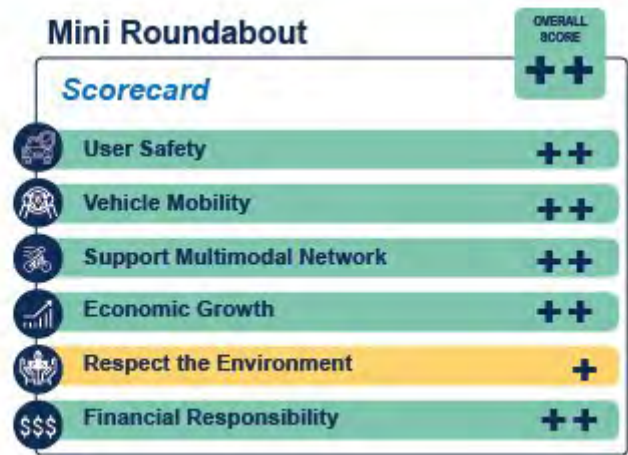 Mini Roundabout
OVERALL
SCORE
++
Scorecard
User Safety ++
Vehicle Mobility ++
Support Multimodal Network ++
Economic Growth ++
Respect the Environment +
$$$ Financial Responsibility ++